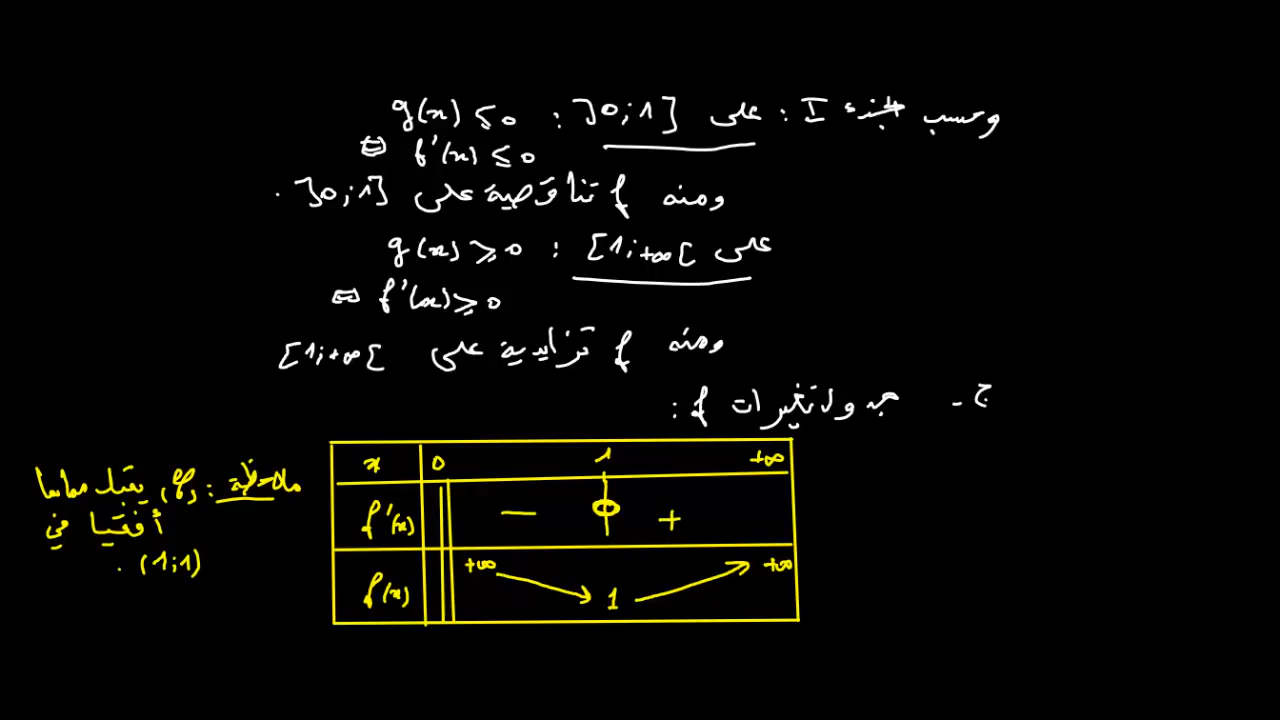 وحسب الجزء I : على ]0;1] : g(x) ≤ 0
⇔ f'(x) ≤ 0
ومنه f تناقصية على ]0;1] .
على [1;+∞[ : g(x) ≥ 0
⇔ f'(x) ≥ 0
ومنه f تزايدية على [1;+∞[
ج - جدول تغيرات f :
x 0 1 +∞
f'(x) − 0 +
f(x) +∞ 1 +∞
ملاحظة : (𝒞f) يقبل مماسا
أفقيا في
(1;1) .